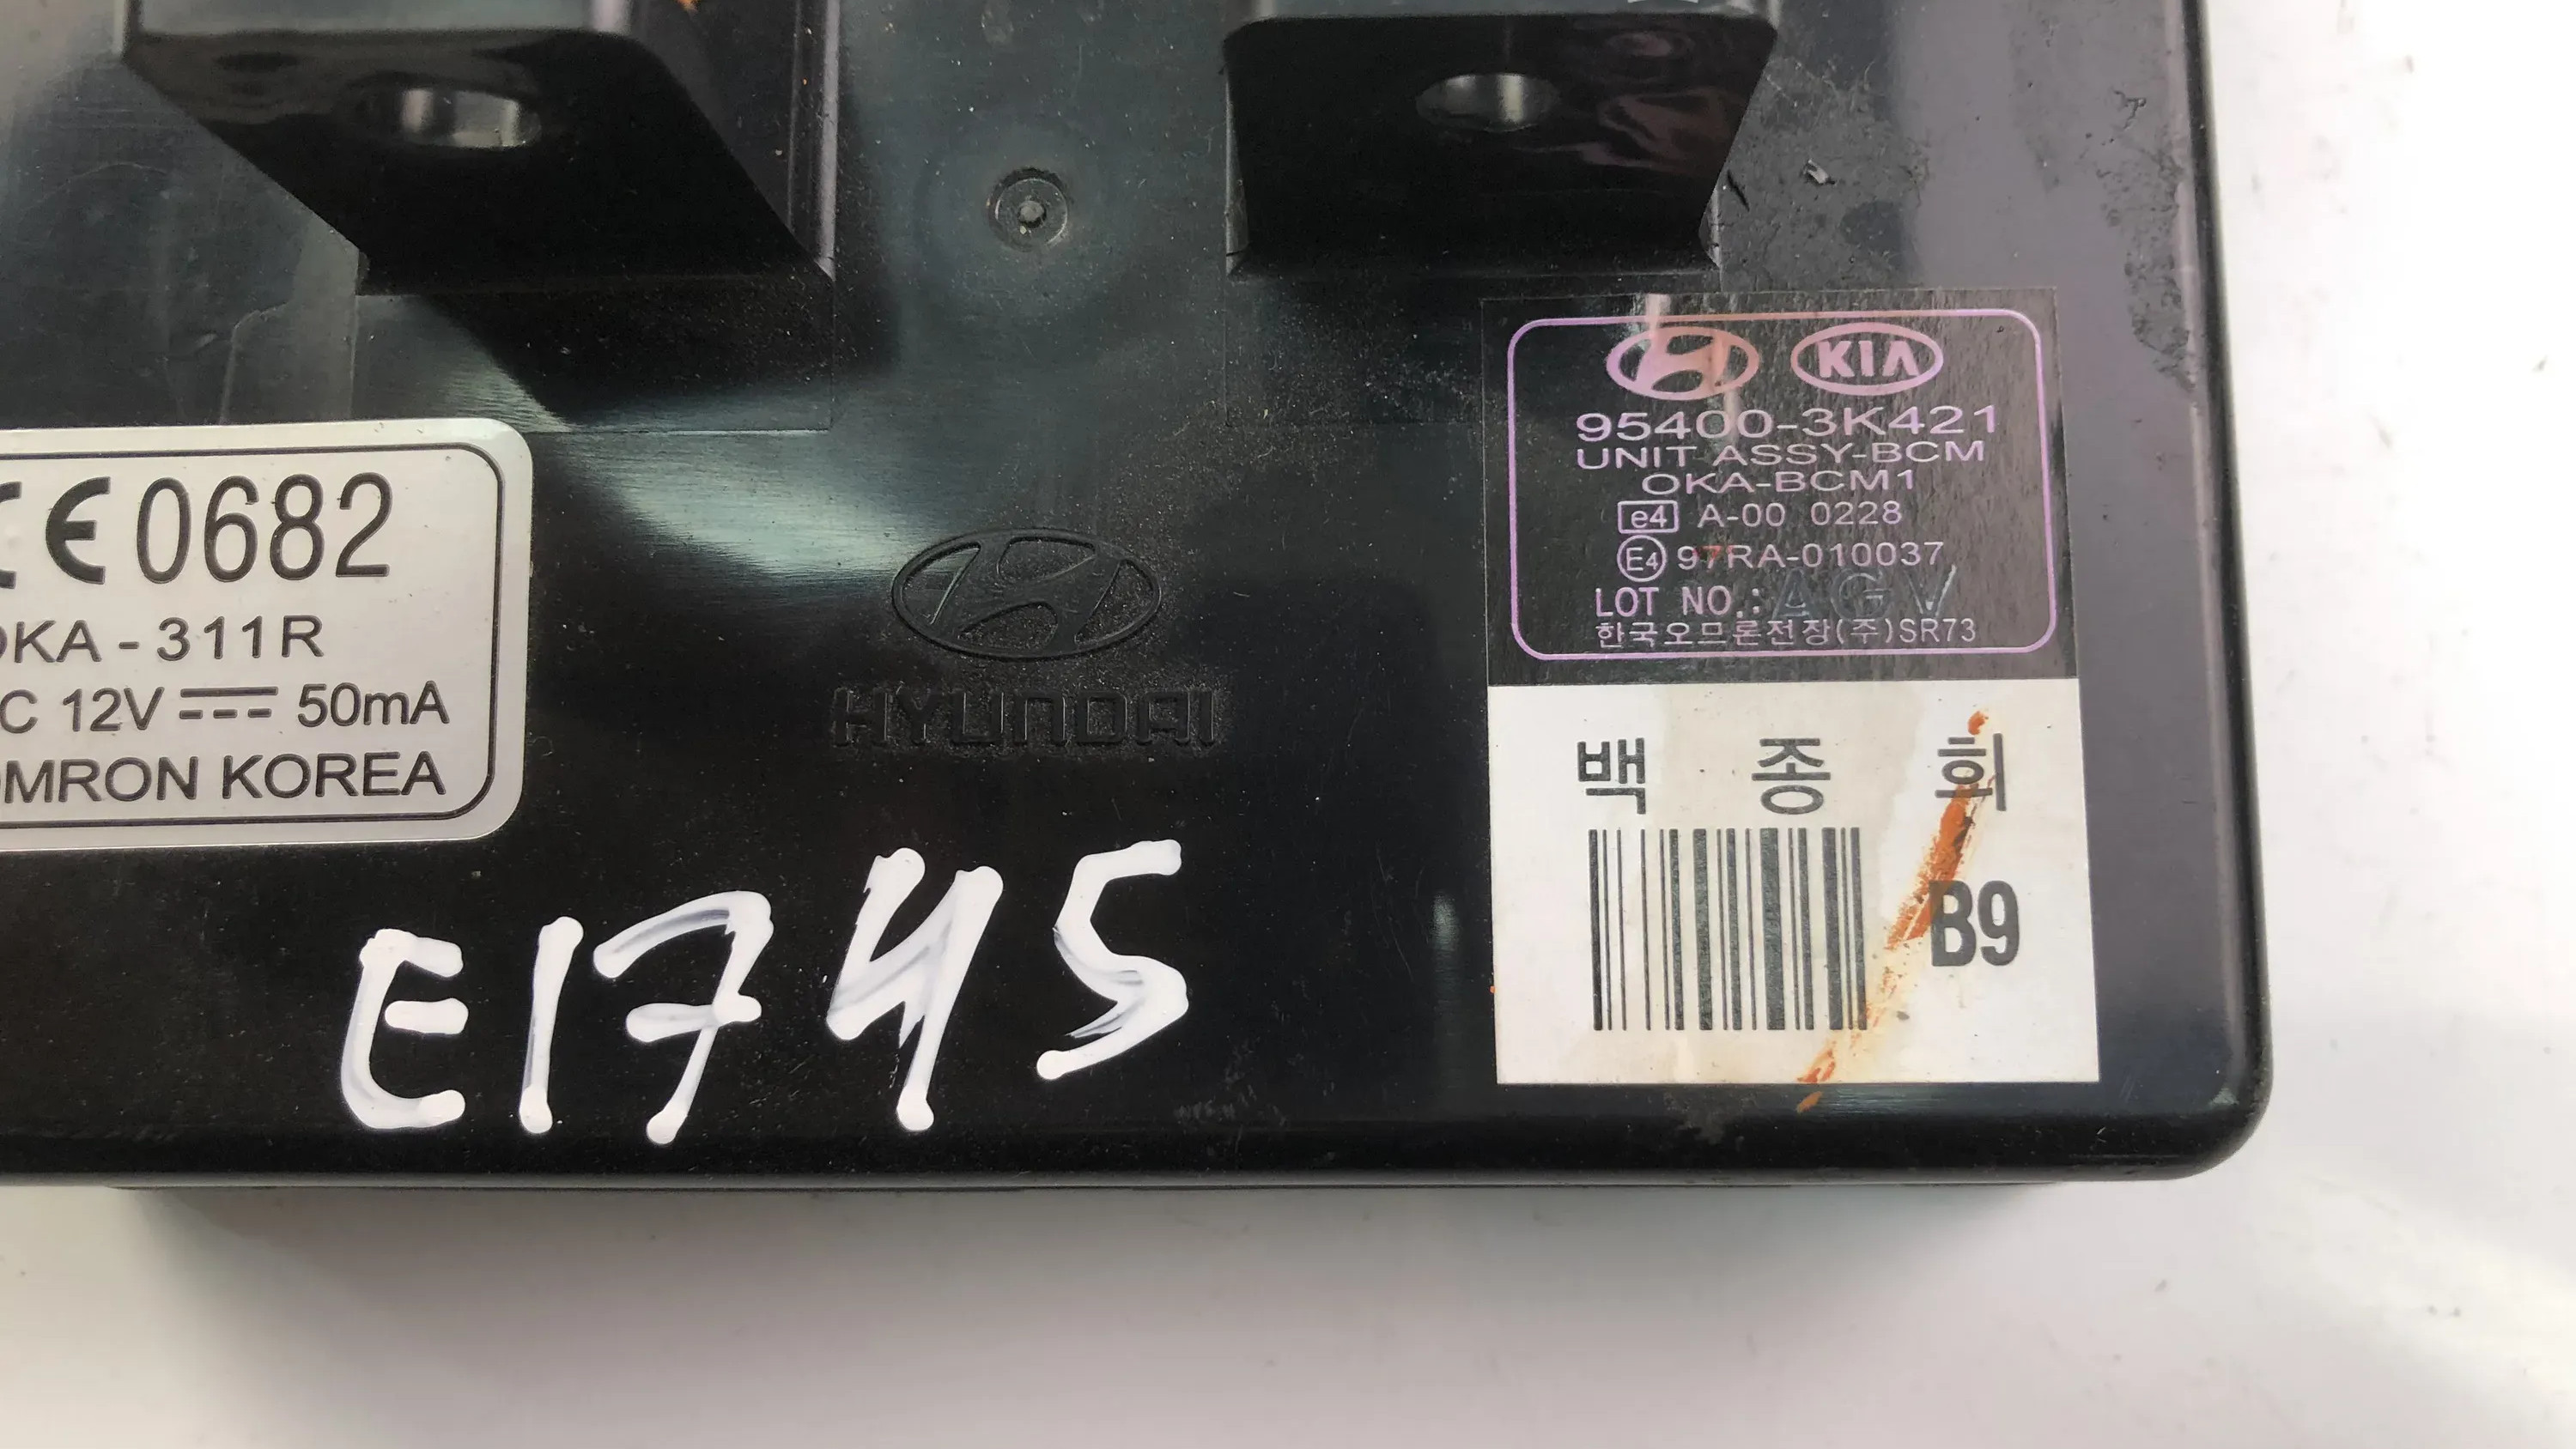 CE 0682
OKA - 311R
C 12V 50mA
OMRON KOREA
HYUNDAI
E1745
KIA
95400-3K421
UNIT ASSY-BCM
OKA-BCM1
e4 A-00 0228
E4 97RA-010037
LOT NO.: AGV
한국오므론전장(주)SR73
백 종 희
B9